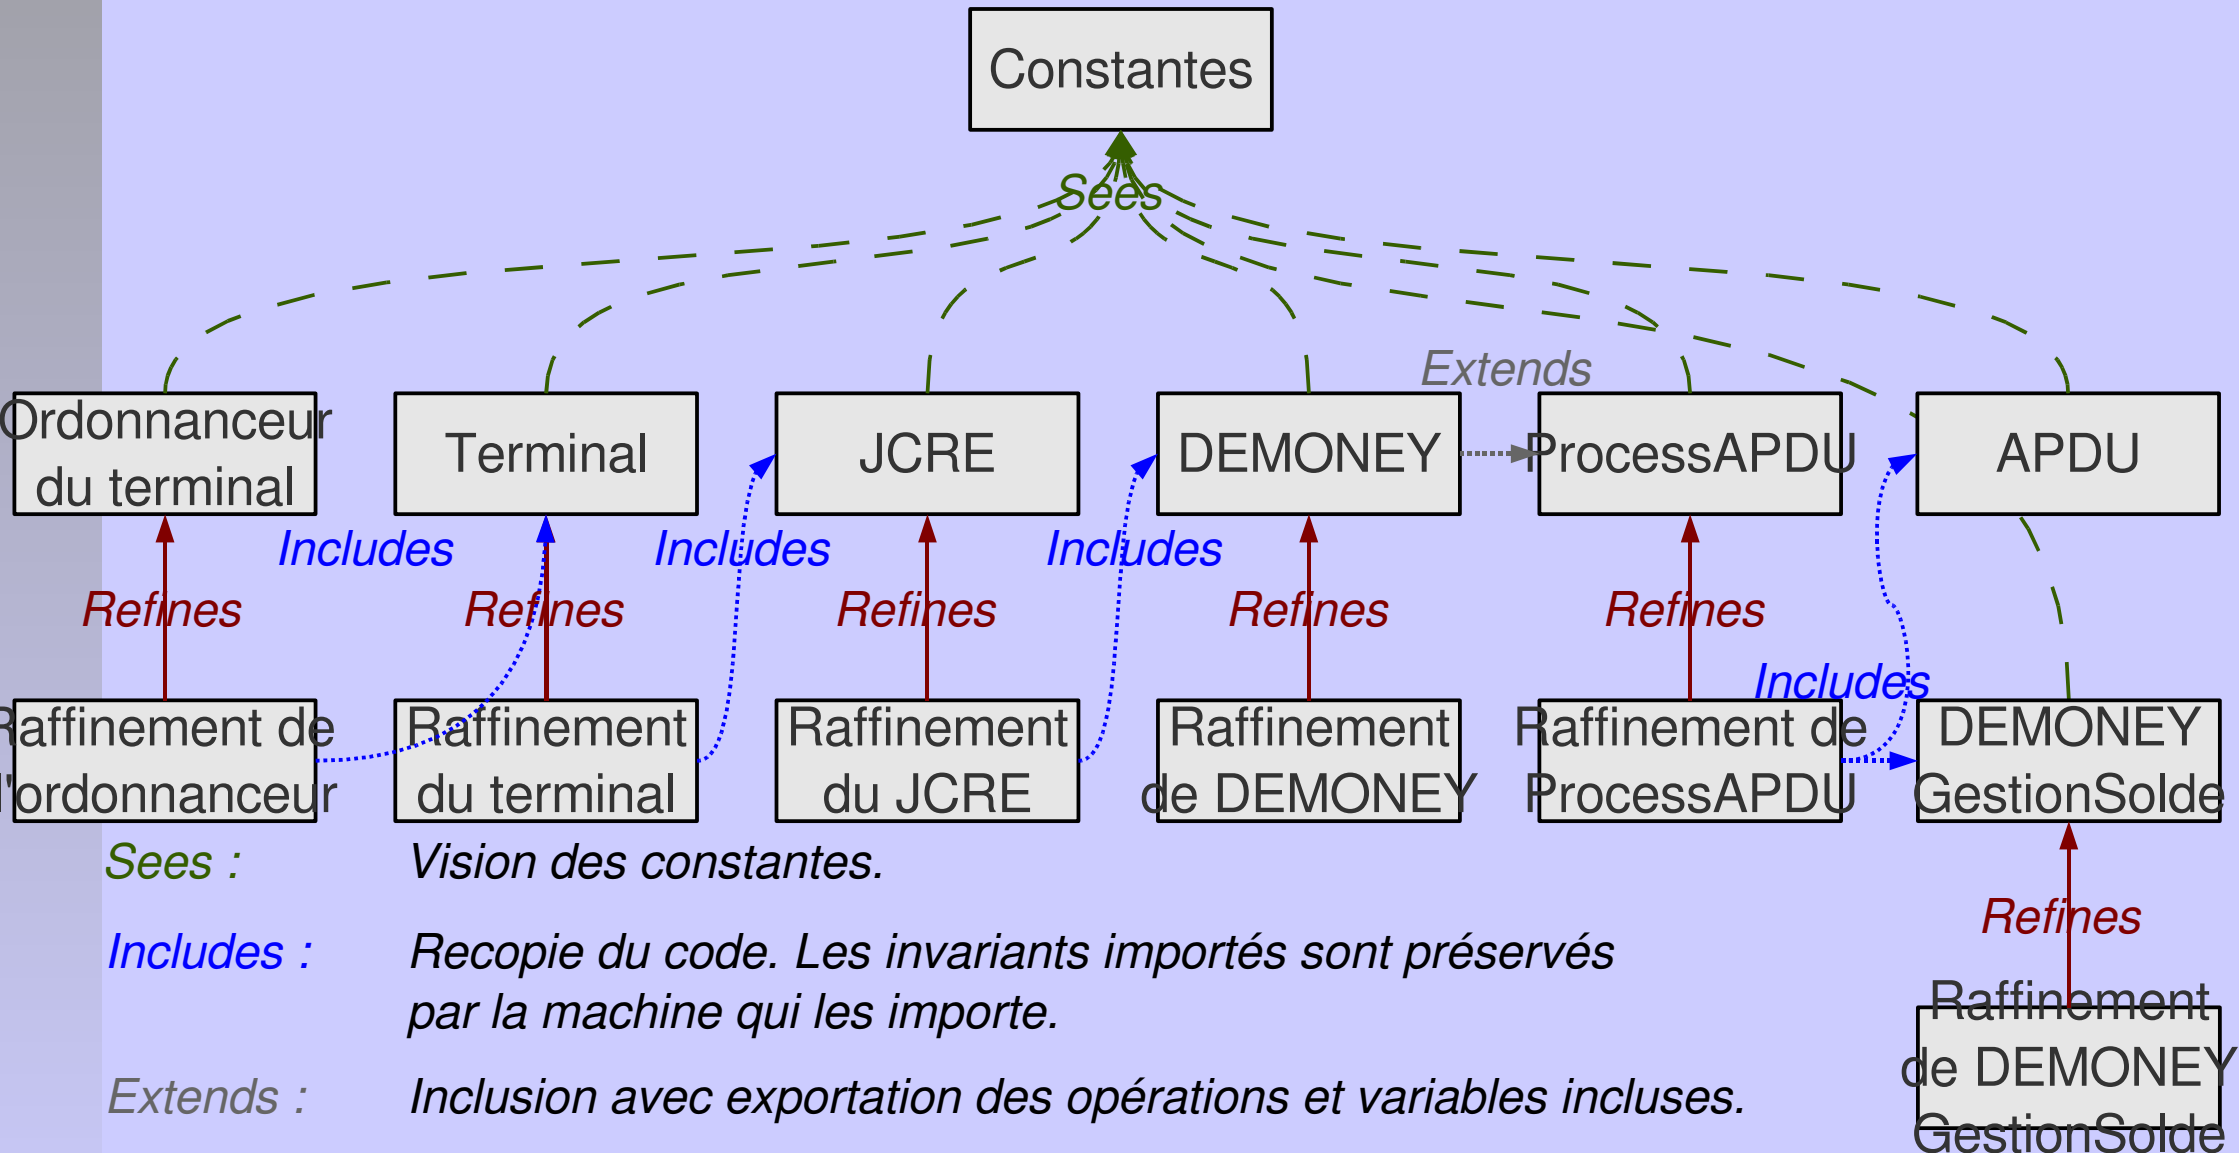 Constantes
Sees
Extends
Ordonnanceur
du terminal
Terminal
JCRE
DEMONEY
ProcessAPDU
APDU
Includes
Includes
Includes
Refines
Refines
Refines
Refines
Refines
Includes
Raffinement de
l'ordonnanceur
Raffinement
du terminal
Raffinement
du JCRE
Raffinement
de DEMONEY
Raffinement de
ProcessAPDU
DEMONEY
GestionSolde
Sees : Vision des constantes.
Refines
Includes : Recopie du code. Les invariants importés sont préservés
par la machine qui les importe.
Raffinement
de DEMONEY
GestionSolde
Extends : Inclusion avec exportation des opérations et variables incluses.